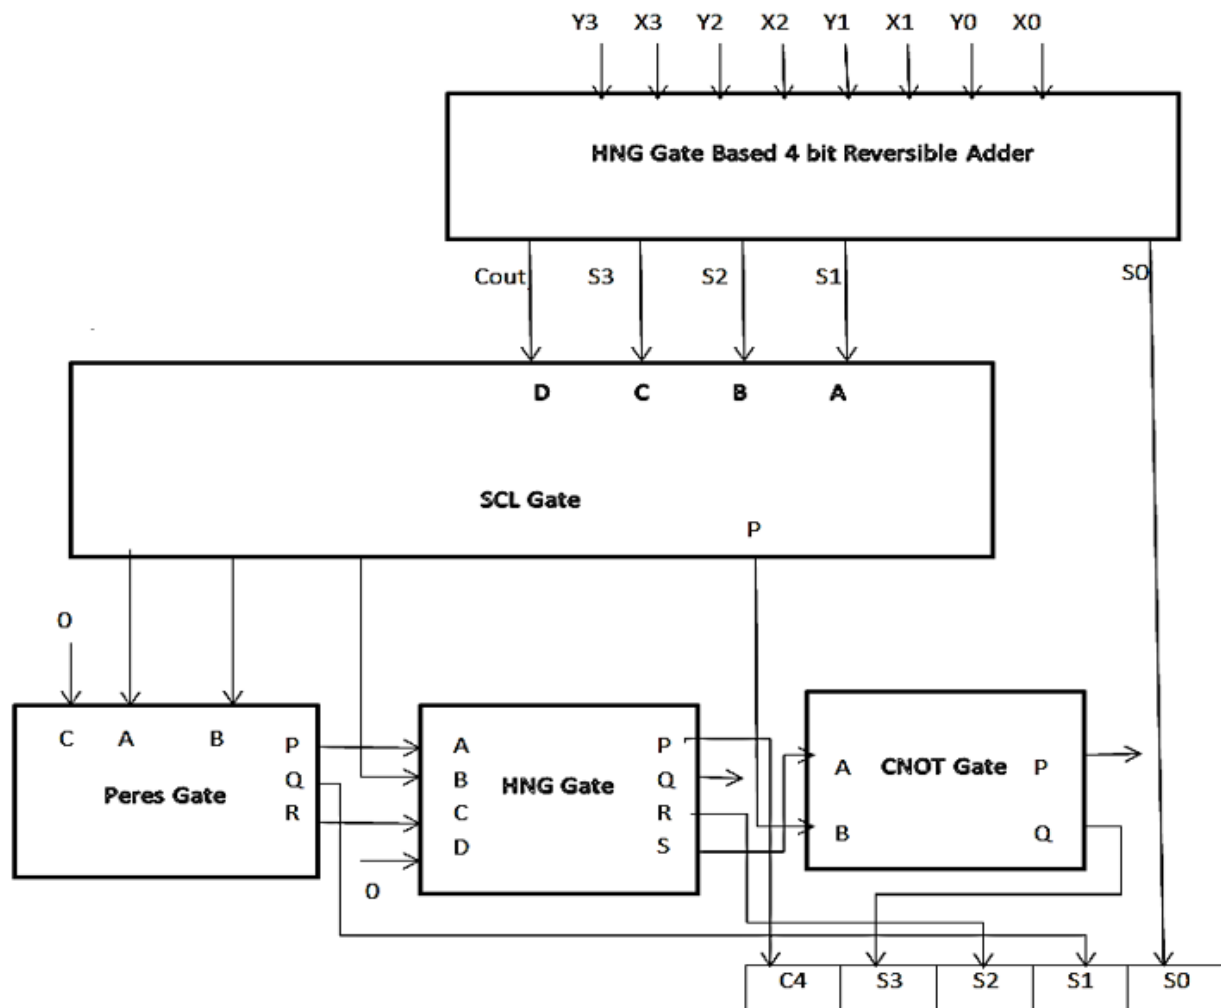 Y3 X3 Y2 X2 Y1 X1 Y0 X0
HNG Gate Based 4 bit Reversible Adder
Cout S3 S2 S1 S0
D C B A
SCL Gate
P
0
C A B P
Q
R
Peres Gate
A P
B Q
C R
D S
HNG Gate
0
A P
CNOT Gate
B Q
C4 S3 S2 S1 S0